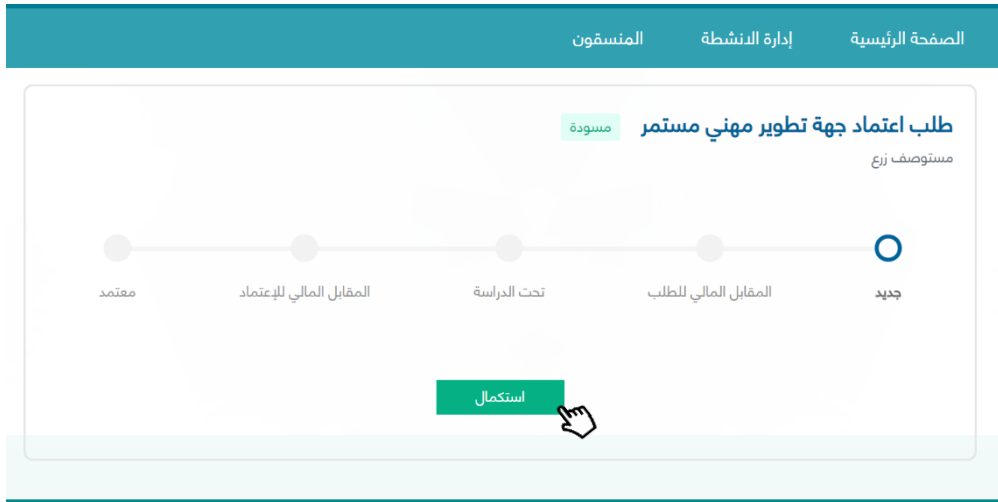 الصفحة الرئيسية إدارة الانشطة المنسقون
طلب اعتماد جهة تطوير مهني مستمر مسودة
مستوصف زرع
جديد المقابل المالي للطلب تحت الدراسة المقابل المالي للإعتماد معتمد
استكمال